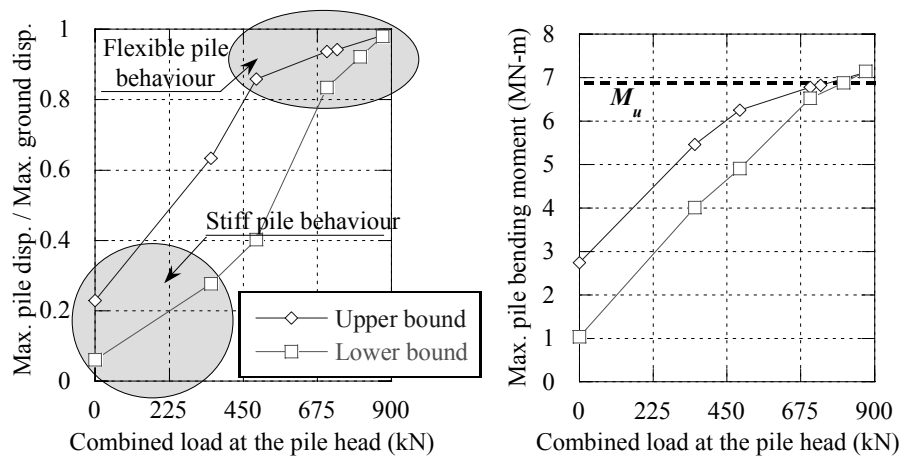 Max. pile disp. / Max. ground disp.
1
0.8
0.6
0.4
0.2
0
Flexible pile
behaviour
Stiff pile behaviour
Upper bound
Lower bound
0 225 450 675 900
Combined load at the pile head (kN)
Max. pile bending moment (MN-m)
8
7
6
5
4
3
2
1
0
M_u
0 225 450 675 900
Combined load at the pile head (kN)